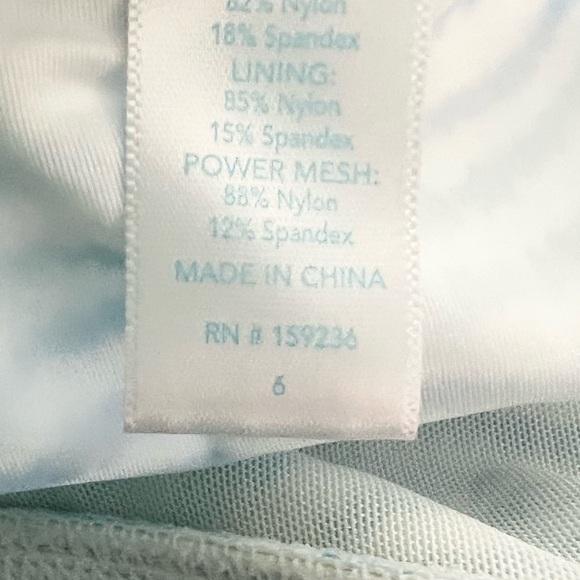 82% Nylon
18% Spandex
LINING:
85% Nylon
15% Spandex
POWER MESH:
88% Nylon
12% Spandex
MADE IN CHINA
RN # 159236
6